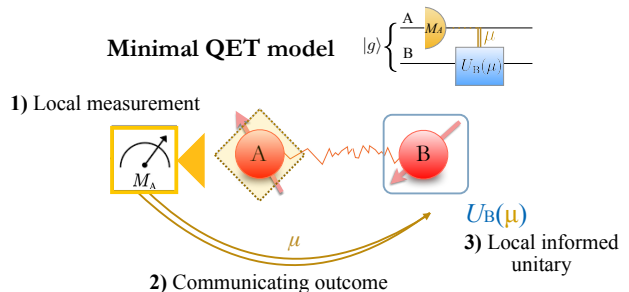 Minimal QET model
|g⟩
A
M_A
μ
B
U_B(μ)
1) Local measurement
M_A
A
B
μ
U_B(μ)
3) Local informed
unitary
2) Communicating outcome